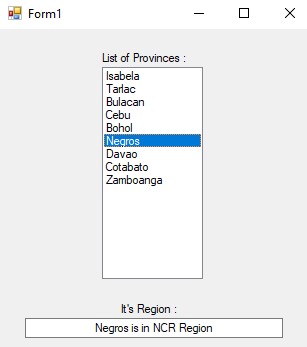 Form1
List of Provinces :
Isabela
Tarlac
Bulacan
Cebu
Bohol
Negros
Davao
Cotabato
Zamboanga
It's Region :
Negros is in NCR Region